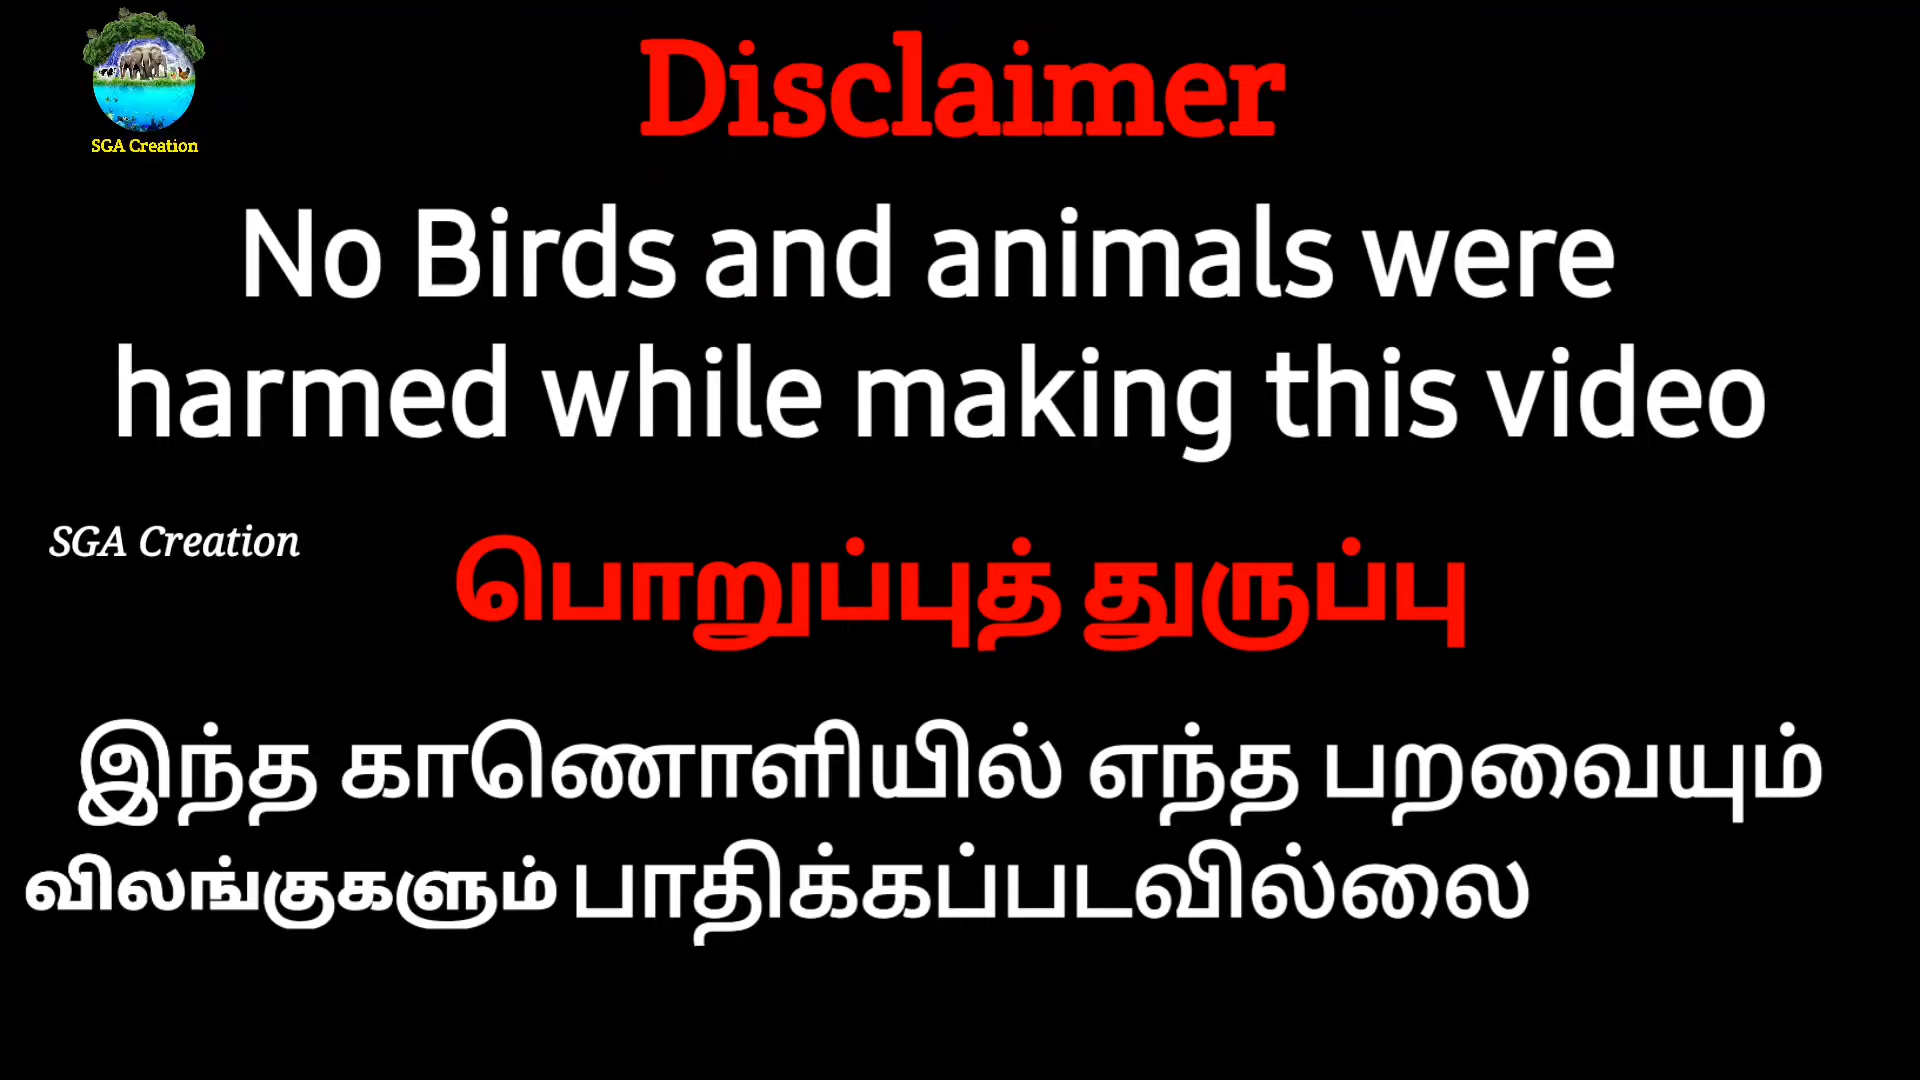 SGA Creation
Disclaimer
No Birds and animals were
harmed while making this video
SGA Creation
பொறுப்புத் துருப்பு
இந்த காணொளியில் எந்த பறவையும்
விலங்குகளும் பாதிக்கப்படவில்லை